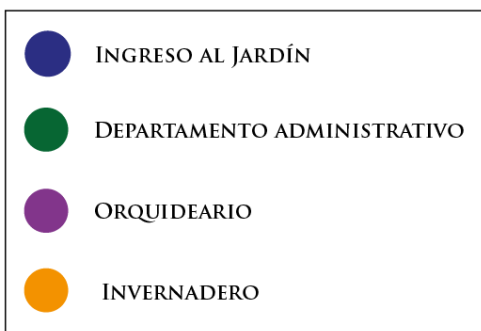 Ingreso al Jardín
Departamento administrativo
Orquideario
Invernadero